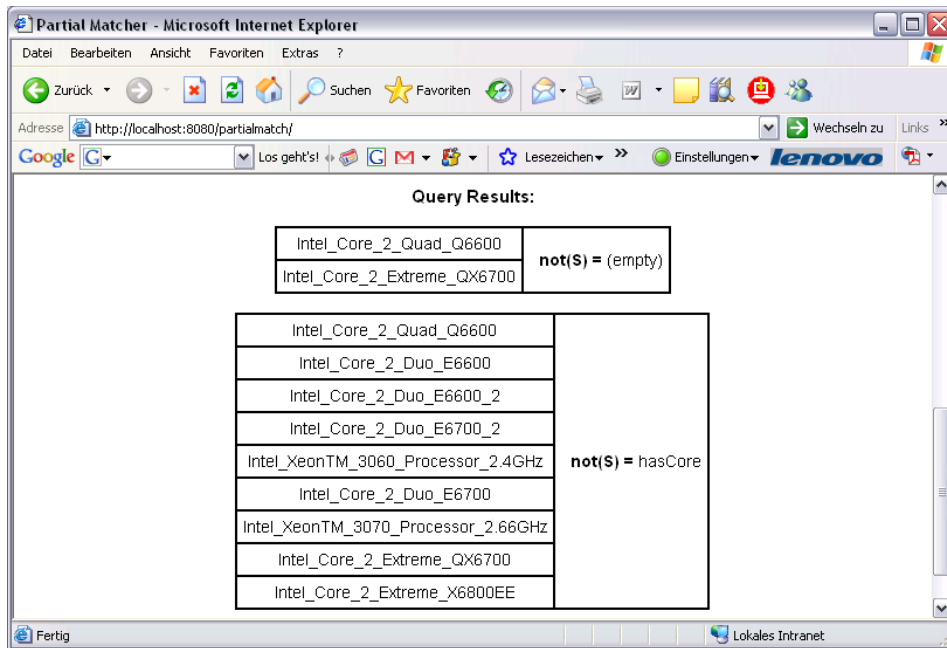 Partial Matcher - Microsoft Internet Explorer
Datei Bearbeiten Ansicht Favoriten Extras ?
Zurück Suchen Favoriten W
Adresse http://localhost:8080/partialmatch/ Wechseln zu Links »
Google G Los geht's! G M Lesezeichen » Einstellungen lenovo
Query Results:
Intel_Core_2_Quad_Q6600
not(S) = (empty)
Intel_Core_2_Extreme_QX6700
Intel_Core_2_Quad_Q6600
Intel_Core_2_Duo_E6600
Intel_Core_2_Duo_E6600_2
Intel_Core_2_Duo_E6700_2
Intel_XeonTM_3060_Processor_2.4GHz not(S) = hasCore
Intel_Core_2_Duo_E6700
Intel_XeonTM_3070_Processor_2.66GHz
Intel_Core_2_Extreme_QX6700
Intel_Core_2_Extreme_X6800EE
Fertig Lokales Intranet